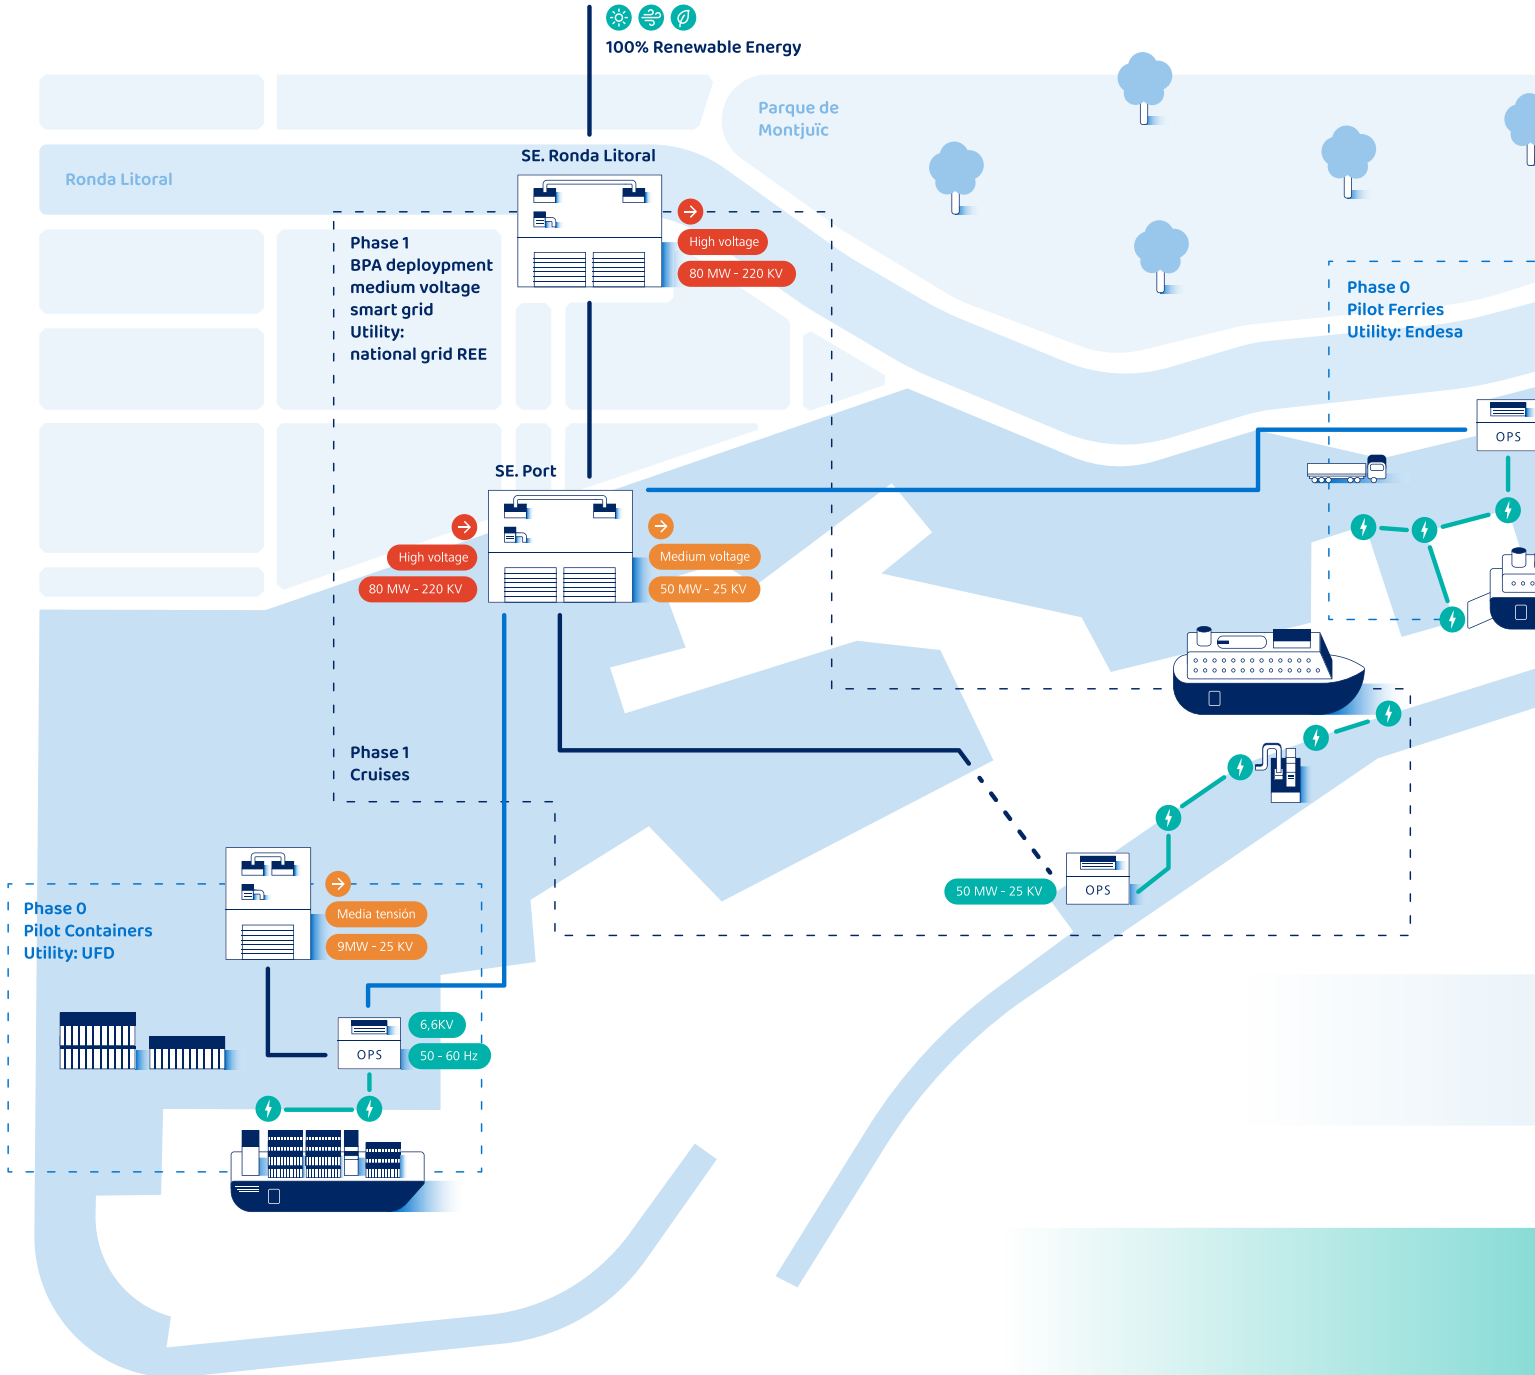 100% Renewable Energy
Parque de
Montjuïc
SE. Ronda Litoral
Ronda Litoral
High voltage
80 MW - 220 KV
Phase 1
BPA deploypment
medium voltage
smart grid
Utility:
national grid REE
Phase 0
Pilot Ferries
Utility: Endesa
OPS
SE. Port
High voltage
80 MW - 220 KV
Medium voltage
50 MW - 25 KV
Phase 1
Cruises
50 MW - 25 KV
OPS
Phase 0
Pilot Containers
Utility: UFD
Media tensión
9MW - 25 KV
6,6KV
50 - 60 Hz
OPS